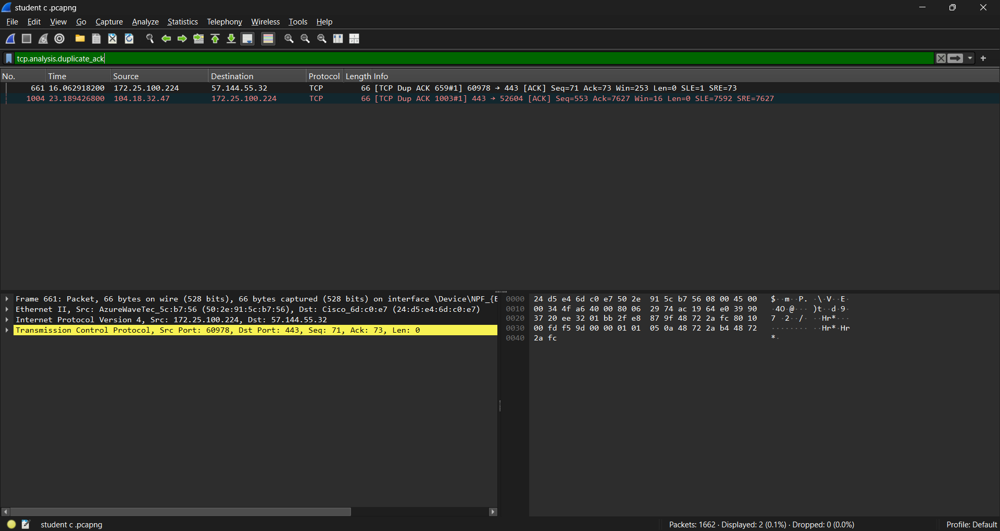 student c .pcapng
File Edit View Go Capture Analyze Statistics Telephony Wireless Tools Help
tcp.analysis.duplicate_ack
No. Time Source Destination Protocol Length Info
661 16.062918200 172.25.100.224 57.144.55.32 TCP 66 [TCP Dup ACK 659#1] 60978 → 443 [ACK] Seq=71 Ack=73 Win=253 Len=0 SLE=1 SRE=73
1004 23.189426800 104.18.32.47 172.25.100.224 TCP 66 [TCP Dup ACK 1003#1] 443 → 52604 [ACK] Seq=553 Ack=7627 Win=16 Len=0 SLE=7592 SRE=7627
Frame 661: Packet, 66 bytes on wire (528 bits), 66 bytes captured (528 bits) on interface \Device\NPF_{E
Ethernet II, Src: AzureWaveTec_5c:b7:56 (50:2e:91:5c:b7:56), Dst: Cisco_6d:c0:e7 (24:d5:e4:6d:c0:e7)
Internet Protocol Version 4, Src: 172.25.100.224, Dst: 57.144.55.32
Transmission Control Protocol, Src Port: 60978, Dst Port: 443, Seq: 71, Ack: 73, Len: 0
0000 24 d5 e4 6d c0 e7 50 2e 91 5c b7 56 08 00 45 00 $··m··P. ·\·V··E·
0010 00 34 4f a6 40 00 80 06 29 74 ac 19 64 e0 39 90 ·4O·@··· )t··d·9·
0020 37 20 ee 32 01 bb 2f e8 87 9f 48 72 2a fc 80 10 7 ·2··/· ··Hr*···
0030 00 fd f5 9d 00 00 01 01 05 0a 48 72 2a b4 48 72 ········ ··Hr*·Hr
0040 2a fc *·
student c .pcapng
Packets: 1662 · Displayed: 2 (0.1%) · Dropped: 0 (0.0%)
Profile: Default